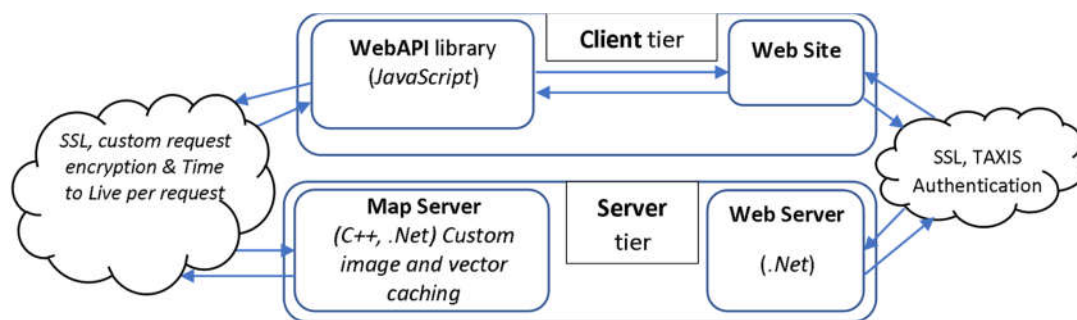 WebAPI library
(JavaScript)
Client tier
Web Site
SSL, custom request
encryption & Time
to Live per request
SSL, TAXIS
Authentication
Map Server
(C++, .Net) Custom
image and vector
caching
Server
tier
Web Server
(.Net)